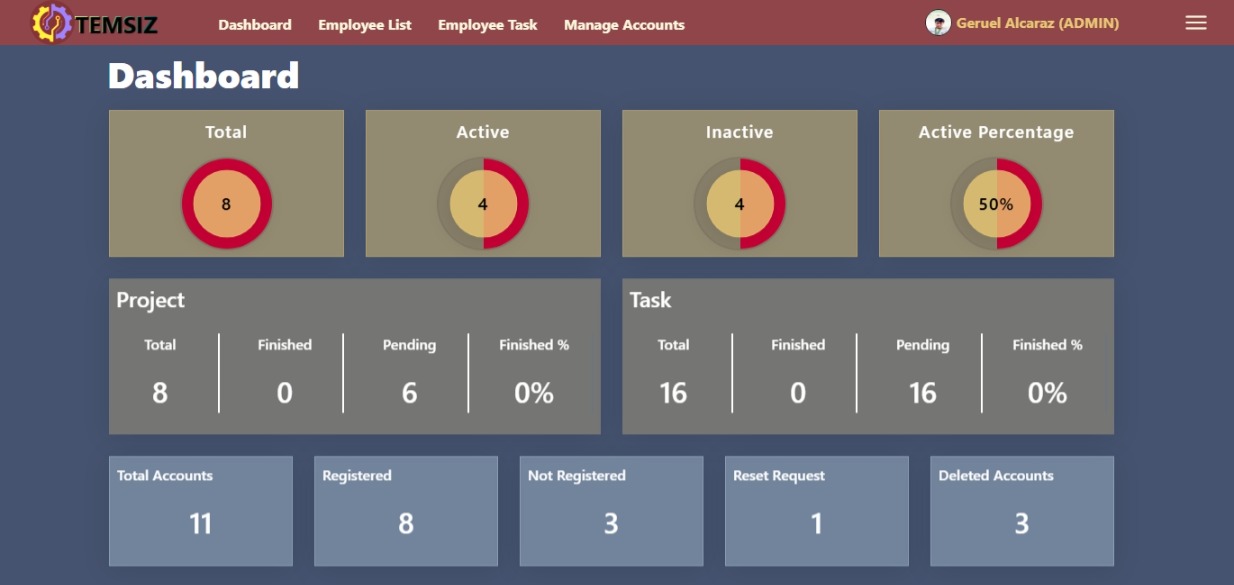 TEMSIZ Dashboard Employee List Employee Task Manage Accounts Geruel Alcaraz (ADMIN)
Dashboard
Total Active Inactive Active Percentage
8 4 4 50%
Project
Total Finished Pending Finished %
8 0 6 0%
Task
Total Finished Pending Finished %
16 0 16 0%
Total Accounts Registered Not Registered Reset Request Deleted Accounts
11 8 3 1 3